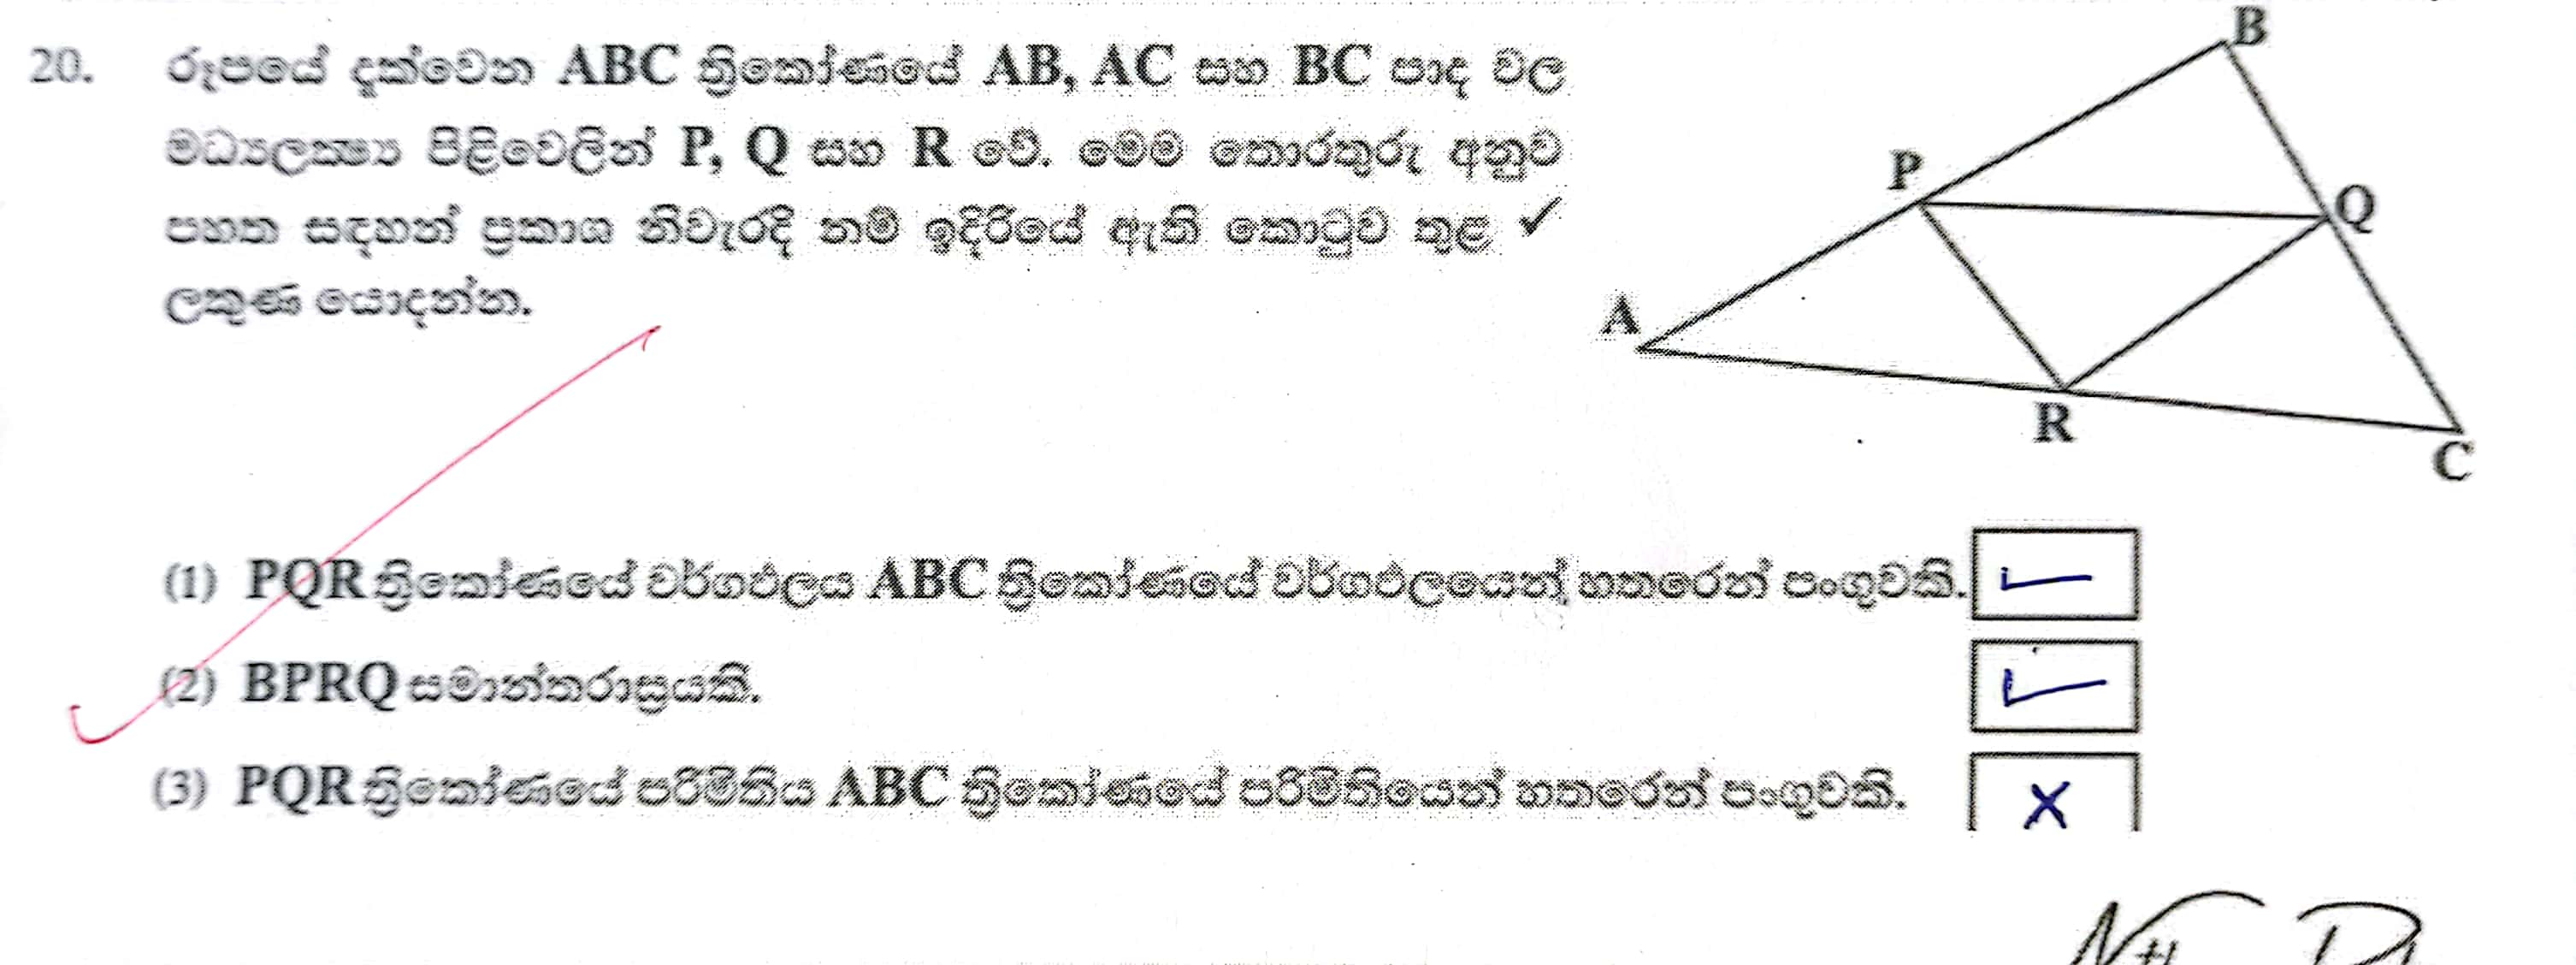 20. රූපයේ දැක්වෙන ABC ත්‍රිකෝණයේ AB, AC සහ BC පාද වල
මධ්‍යලක්ෂ්‍ය පිළිවෙලින් P, Q සහ R වේ. මෙම තොරතුරු අනුව
පහත සඳහන් ප්‍රකාශ නිවැරදි නම් ඉදිරියේ ඇති කොටුව තුළ ✓
ලකුණ යොදන්න.
B
P
Q
A
R
C
(1) PQR ත්‍රිකෝණයේ වර්ගඵලය ABC ත්‍රිකෝණයේ වර්ගඵලයෙන් හතරෙන් පංගුවකි. ✓
(2) BPRQ සමාන්තරාස්‍රයකි. ✓
(3) PQR ත්‍රිකෝණයේ පරිමිතිය ABC ත්‍රිකෝණයේ පරිමිතියෙන් හතරෙන් පංගුවකි. ×